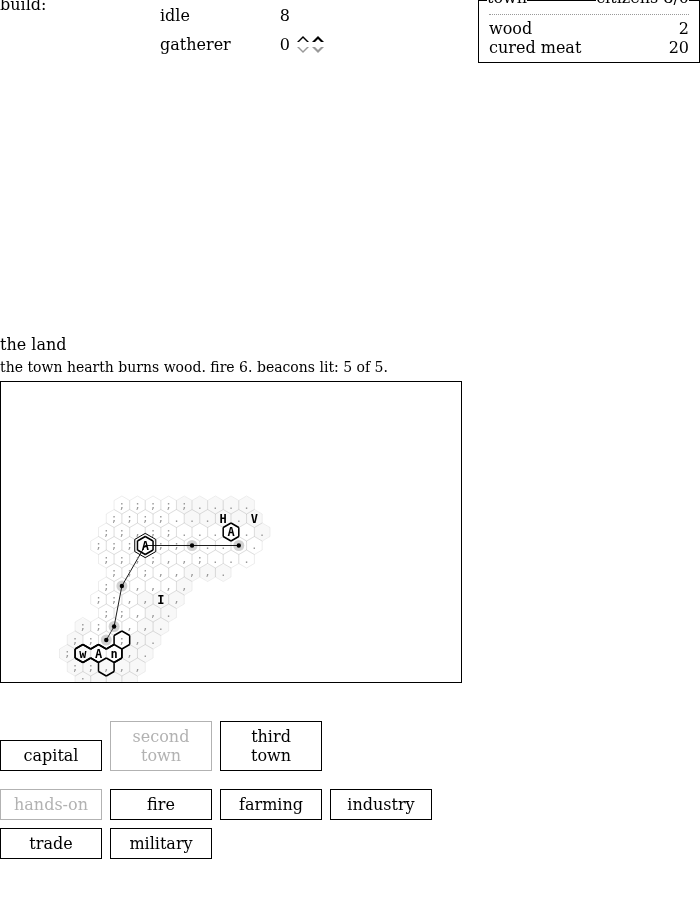 build:
idle 8
gatherer 0
wood 2
cured meat 20
the land
the town hearth burns wood. fire 6. beacons lit: 5 of 5.
H V
A
A
I
w A n
capital
second town
third town
hands-on
fire
farming
industry
trade
military